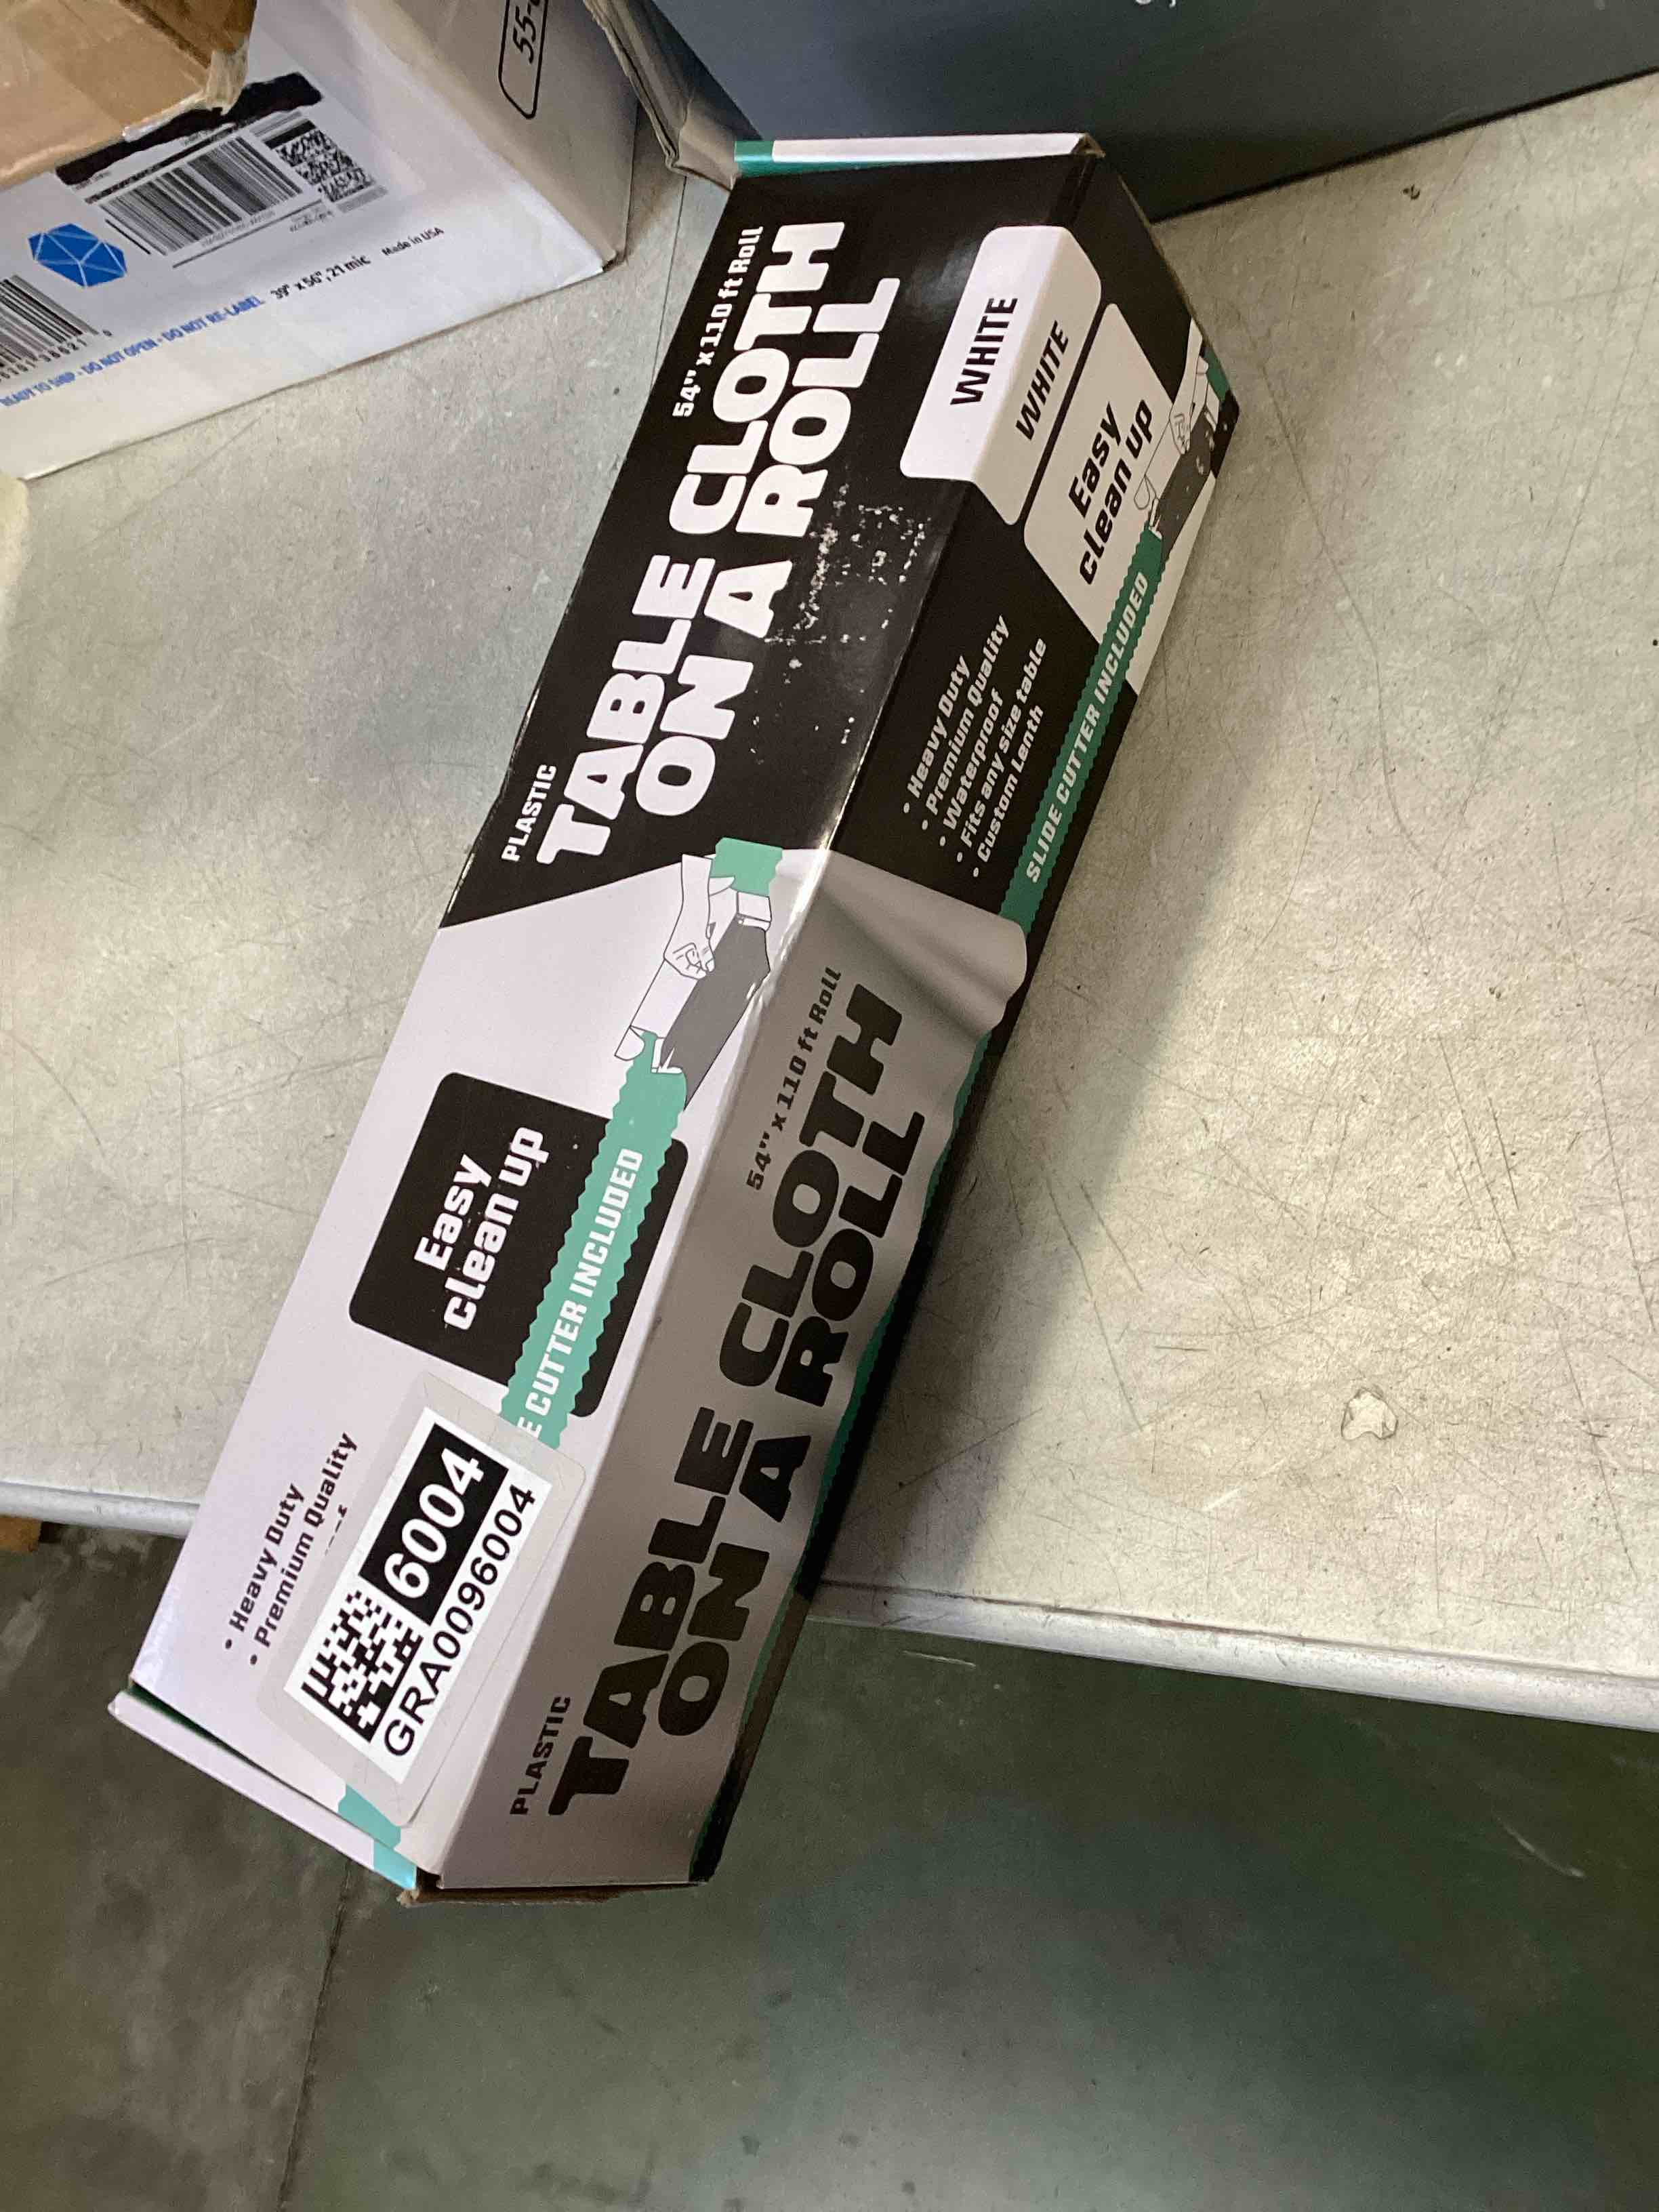 55-
39" x 56", 21 mic Made in USA
READY TO SHIP - DO NOT OPEN - DO NOT RE-LABEL
54" x 110 ft Roll
PLASTIC
TABLE CLOTH
ON A ROLL
WHITE
WHITE
Easy
clean up
• Heavy Duty
• Premium Quality
• Waterproof
• Fits any size table
• Custom Lenth
SLIDE CUTTER INCLUDED
Easy
clean up
E CUTTER INCLUDED
• Heavy Duty
• Premium Quality
6004
GRA0096004
54" x 110 ft Roll
PLASTIC
TABLE CLOTH
ON A ROLL